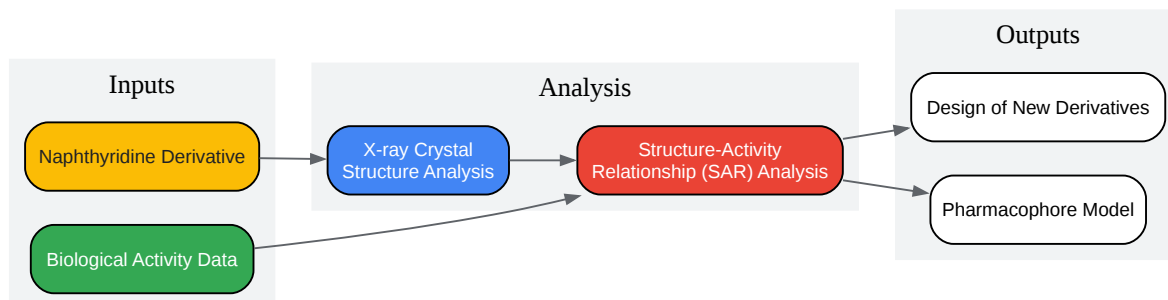 Inputs
Naphthyridine Derivative
Biological Activity Data
Analysis
X-ray Crystal
Structure Analysis
Structure-Activity
Relationship (SAR) Analysis
Outputs
Design of New Derivatives
Pharmacophore Model